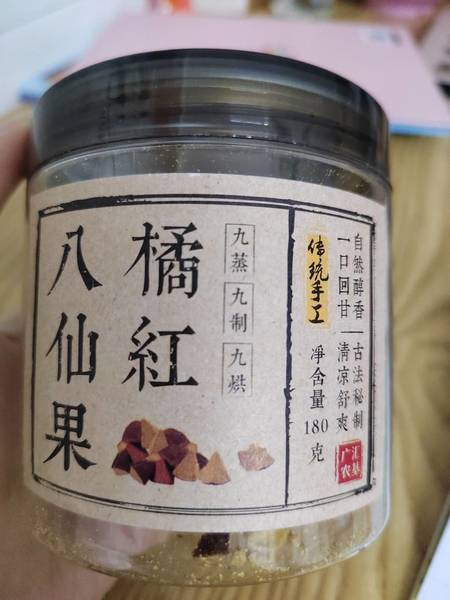 橘紅
八仙果
九蒸
九制
九烘
传统手工
淨含量
180
克
自然醇香
一口回甘
古法秘制
清凉舒爽
广汇
农基